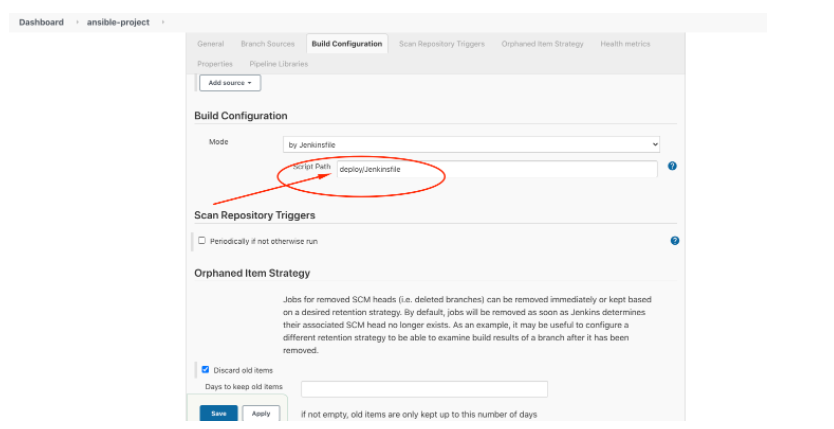 Dashboard > ansible-project >
General Branch Sources Build Configuration Scan Repository Triggers Orphaned Item Strategy Health metrics
Properties Pipeline Libraries
Add source
Build Configuration
Mode by Jenkinsfile
Script Path deploy/Jenkinsfile ?
Scan Repository Triggers
Periodically if not otherwise run ?
Orphaned Item Strategy
Jobs for removed SCM heads (i.e. deleted branches) can be removed immediately or kept based
on a desired retention strategy. By default, jobs will be removed as soon as Jenkins determines
their associated SCM head no longer exists. As an example, it may be useful to configure a
different retention strategy to be able to examine build results of a branch after it has been
removed.
Discard old items
Days to keep old items
Save Apply if not empty, old items are only kept up to this number of days